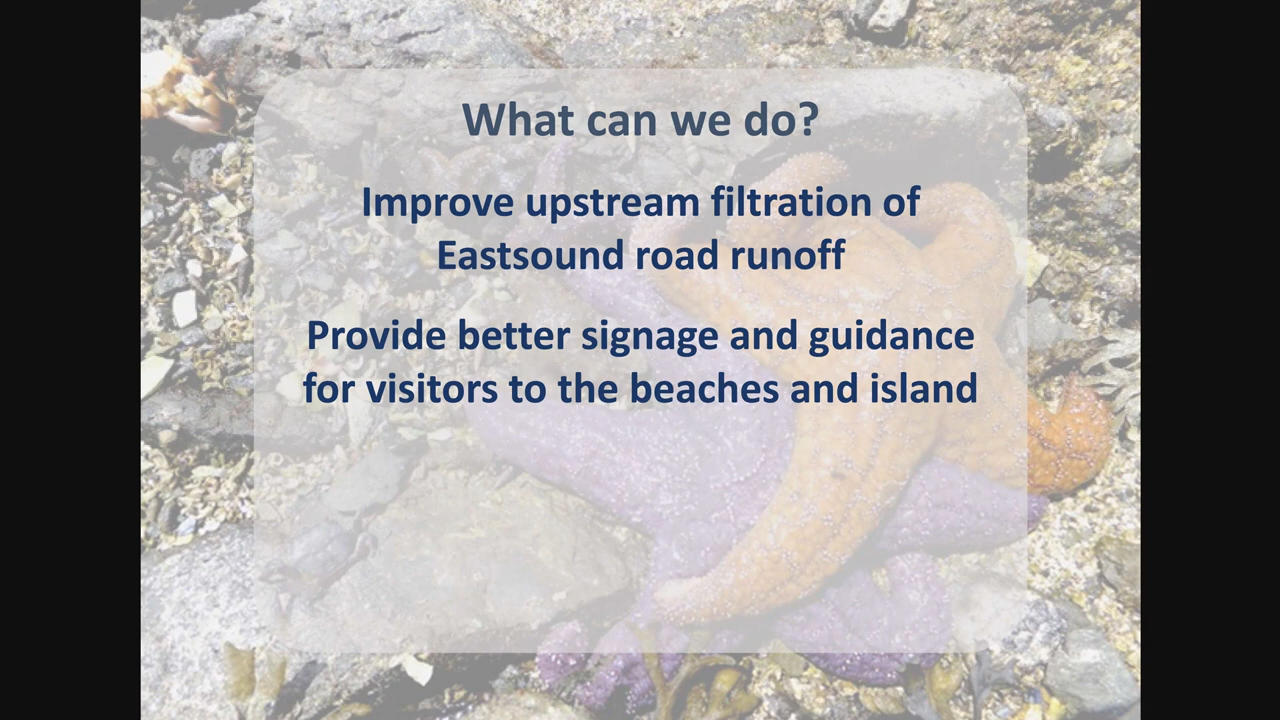 What can we do?
Improve upstream filtration of
Eastsound road runoff
Provide better signage and guidance
for visitors to the beaches and island